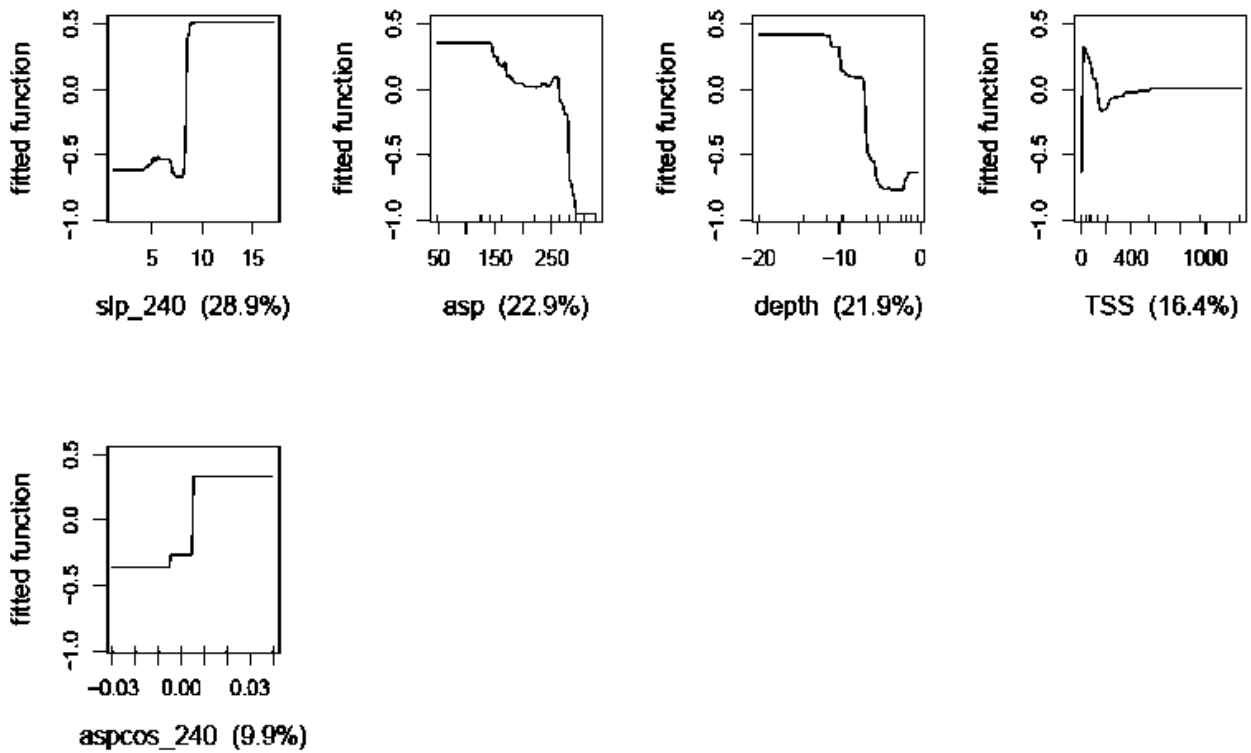 fitted function
0.5
0.0
−0.5
−1.0
5 10 15
slp_240 (28.9%)
fitted function
0.5
0.0
−0.5
−1.0
50 150 250
asp (22.9%)
fitted function
0.5
0.0
−0.5
−1.0
−20 −10 0
depth (21.9%)
fitted function
0.5
0.0
−0.5
−1.0
0 400 1000
TSS (16.4%)
fitted function
0.5
0.0
−0.5
−1.0
−0.03 0.00 0.03
aspcos_240 (9.9%)